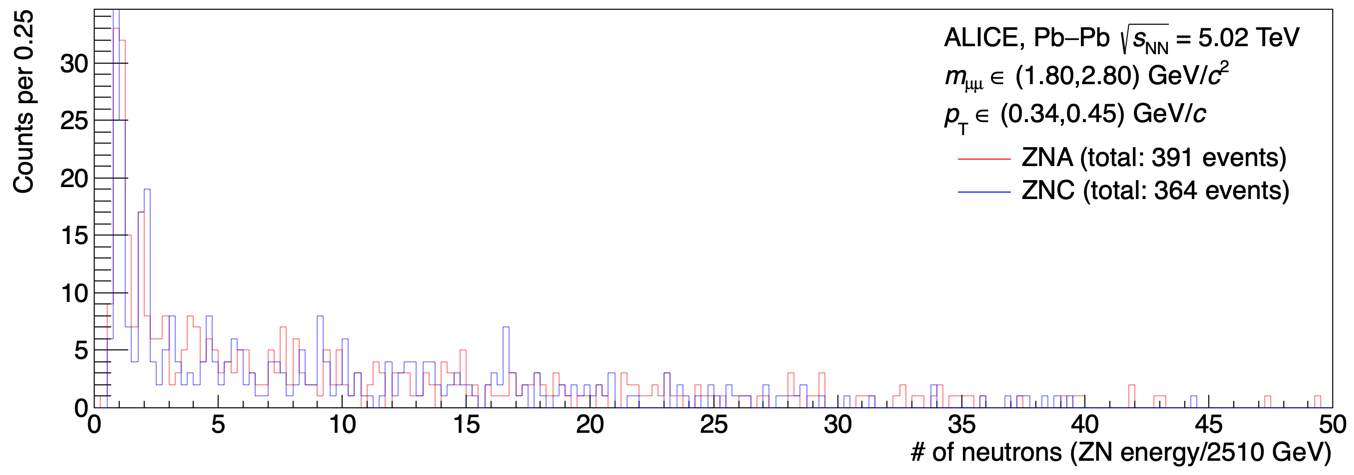 Counts per 0.25
30
25
20
15
10
5
0
ALICE, Pb–Pb √sNN = 5.02 TeV
mμμ ∈ (1.80,2.80) GeV/c²
pT ∈ (0.34,0.45) GeV/c
ZNA (total: 391 events)
ZNC (total: 364 events)
0 5 10 15 20 25 30 35 40 45 50
# of neutrons (ZN energy/2510 GeV)